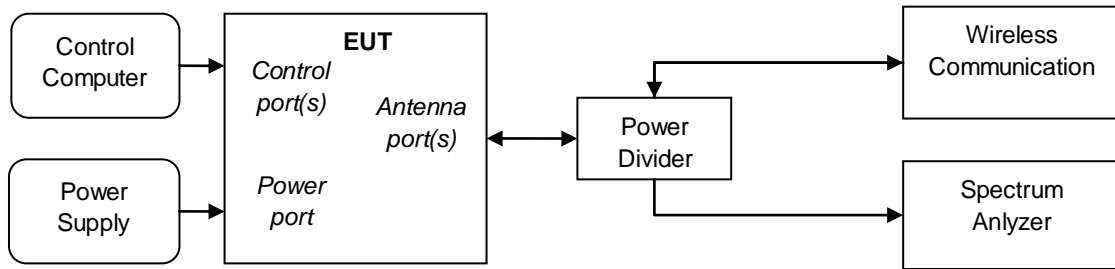 Control
Computer
Power
Supply
EUT
Control
port(s)
Antenna
port(s)
Power
port
Power
Divider
Wireless
Communication
Spectrum
Anlyzer